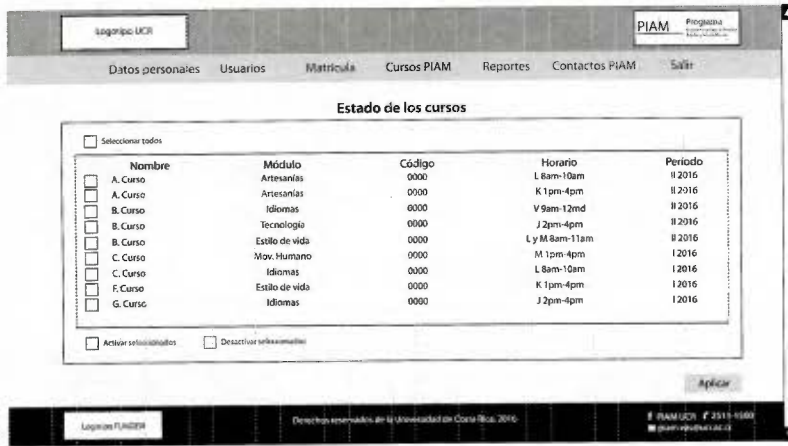 Logotipo UCR
PIAM Programa
Datos personales Usuarios Matrícula Cursos PIAM Reportes Contactos PIAM Salir
Estado de los cursos
Seleccionar todos
Nombre Módulo Código Horario Período
A. Curso Artesanías 0000 L 8am-10am II 2016
A. Curso Artesanías 0000 K 1pm-4pm II 2016
B. Curso Idiomas 0000 V 9am-12md II 2016
B. Curso Tecnología 0000 J 2pm-4pm II 2016
B. Curso Estilo de vida 0000 L y M 8am-11am II 2016
C. Curso Mov. Humano 0000 M 1pm-4pm I 2016
C. Curso Idiomas 0000 L 8am-10am I 2016
F. Curso Estilo de vida 0000 K 1pm-4pm I 2016
G. Curso Idiomas 0000 J 2pm-4pm I 2016
Activar seleccionados Desactivar seleccionados
Aplicar
Logotipo FUNDEVI Derechos reservados de la Universidad de Costa Rica, 2016 PIAM UCR